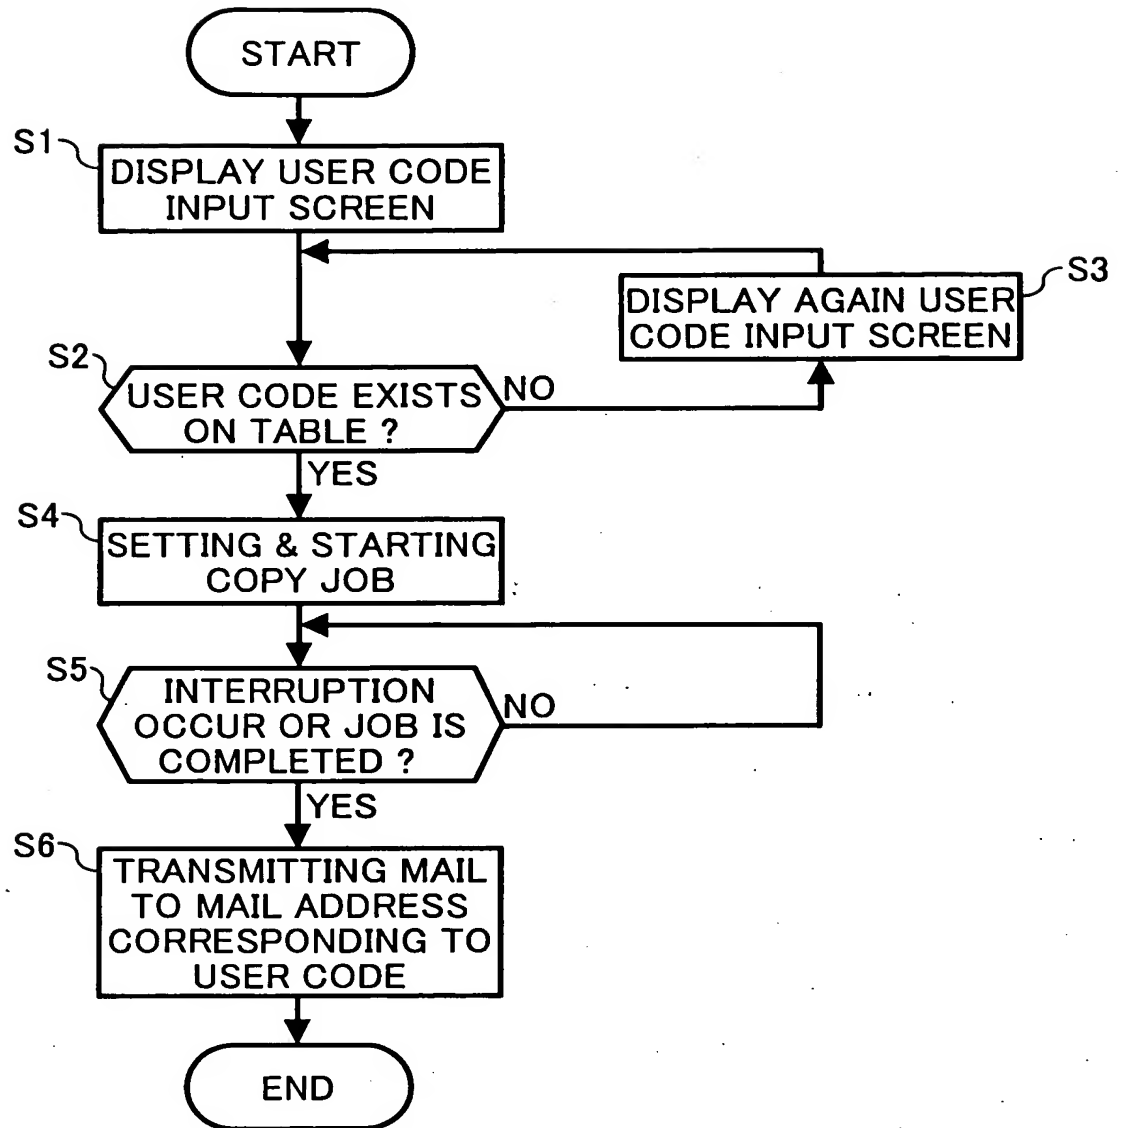 START
S1
DISPLAY USER CODE
INPUT SCREEN
S3
DISPLAY AGAIN USER
CODE INPUT SCREEN
S2
USER CODE EXISTS
ON TABLE ?
NO
YES
S4
SETTING & STARTING
COPY JOB
S5
INTERRUPTION
OCCUR OR JOB IS
COMPLETED ?
NO
YES
S6
TRANSMITTING MAIL
TO MAIL ADDRESS
CORRESPONDING TO
USER CODE
END